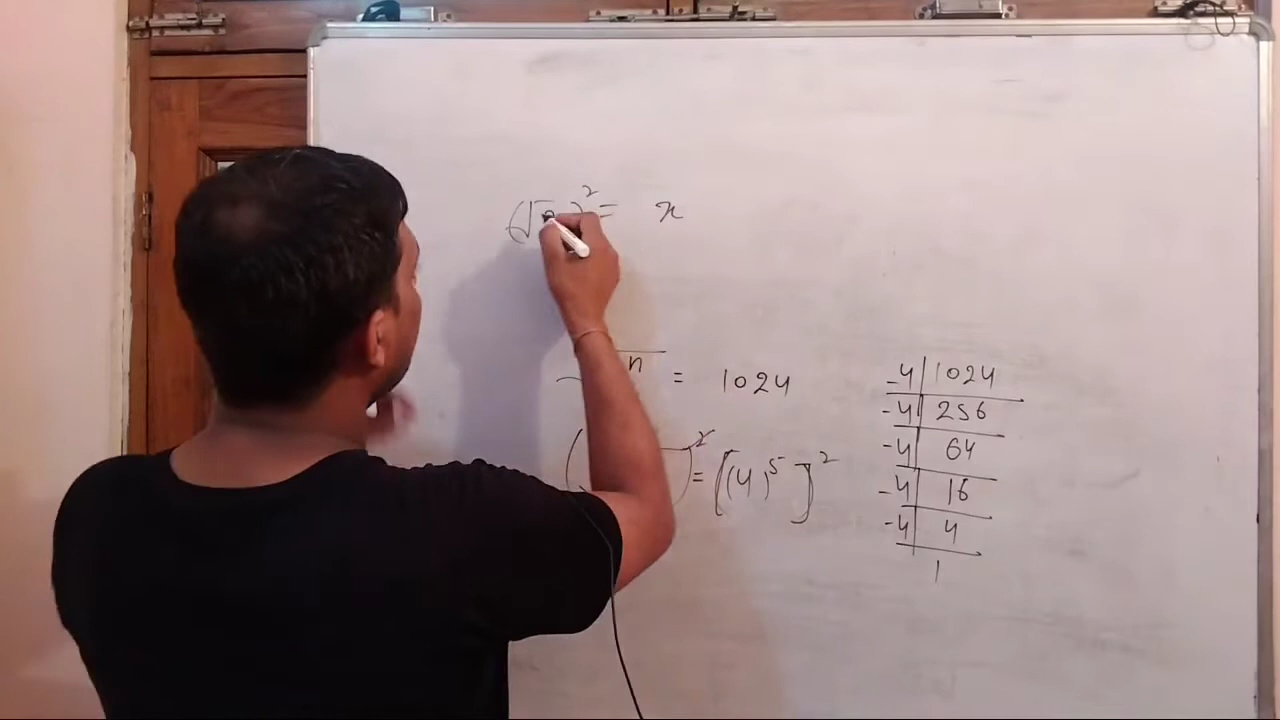 (√ )² = x
n = 1024
( )² = [(4)⁵]²
-4 | 1024
-4 | 256
-4 | 64
-4 | 16
-4 | 4
1